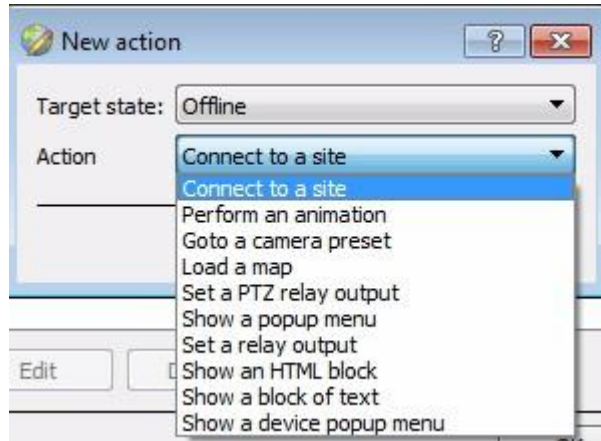 New action
?
Target state: Offline
Action Connect to a site
Connect to a site
Perform an animation
Goto a camera preset
Load a map
Set a PTZ relay output
Show a popup menu
Set a relay output
Edit
Show an HTML block
Show a block of text
Show a device popup menu